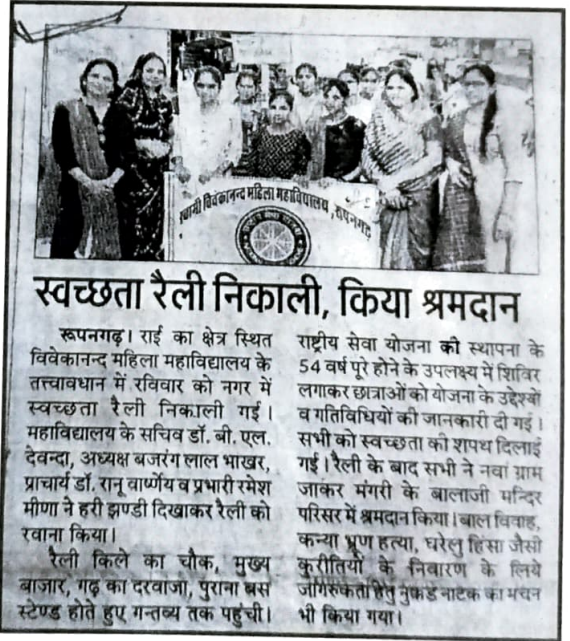 स्वामी विवेकानन्द महिला महाविद्यालय, रूपनगढ़
स्वच्छता रैली निकाली, किया श्रमदान
रूपनगढ़। राई का क्षेत्र स्थित
विवेकानन्द महिला महाविद्यालय के
तत्त्वावधान में रविवार को नगर में
स्वच्छता रैली निकाली गई।
महाविद्यालय के सचिव डॉ. बी. एल.
देवन्दा, अध्यक्ष बजरंग लाल भाखर,
प्राचार्य डॉ. रानू वार्ष्णेय व प्रभारी रमेश
मीणा ने हरी झण्डी दिखाकर रैली को
रवाना किया।
रैली किले का चौक, मुख्य
बाजार, गढ़ का दरवाजा, पुराना बस
स्टेण्ड होते हुए गन्तव्य तक पहुंची।
राष्ट्रीय सेवा योजना की स्थापना के
54 वर्ष पूरे होने के उपलक्ष्य में शिविर
लगाकर छात्राओं को योजना के उद्देश्यों
व गतिविधियों की जानकारी दी गई।
सभी को स्वच्छता की शपथ दिलाई
गई। रैली के बाद सभी ने नवां ग्राम
जाकर मंगरी के बालाजी मन्दिर
परिसर में श्रमदान किया। बाल विवाह,
कन्या भ्रूण हत्या, घरेलु हिंसा जैसी
कुरीतियों के निवारण के लिये
जागरुकता हेतु नुकड नाटक का मंचन
भी किया गया।